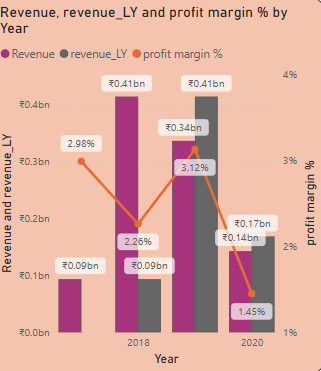 Revenue, revenue_LY and profit margin % by
Year
Revenue revenue_LY profit margin %
₹0.41bn ₹0.41bn 4%
₹0.4bn
₹0.34bn
2.98%
₹0.3bn 3%
3.12%
₹0.2bn ₹0.17bn
2.26% ₹0.14bn 2%
₹0.09bn ₹0.09bn
₹0.1bn
1.45%
₹0.0bn 1%
2018 2020
Year
Revenue and revenue_LY
profit margin %